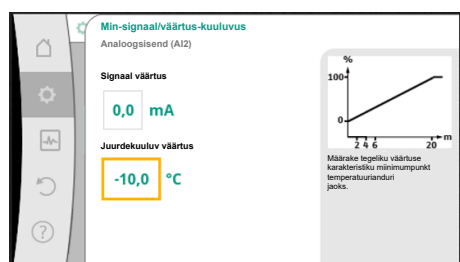 Min-signaal/väärtus-kuuluvus
Analoogsisend (AI2)
Signaal väärtus
0,0 mA
Juurdekuuluv väärtus
-10,0 °C
%
100
0
2 4 6 20
m
Määrake tegeliku väärtuse
karakteristiku miinimumpunkt
temperatuurianduri
jaoks.
?